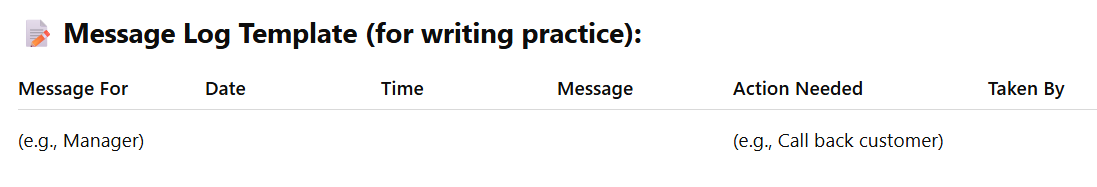 📝 Message Log Template (for writing practice):
Message For Date Time Message Action Needed Taken By
(e.g., Manager) (e.g., Call back customer)